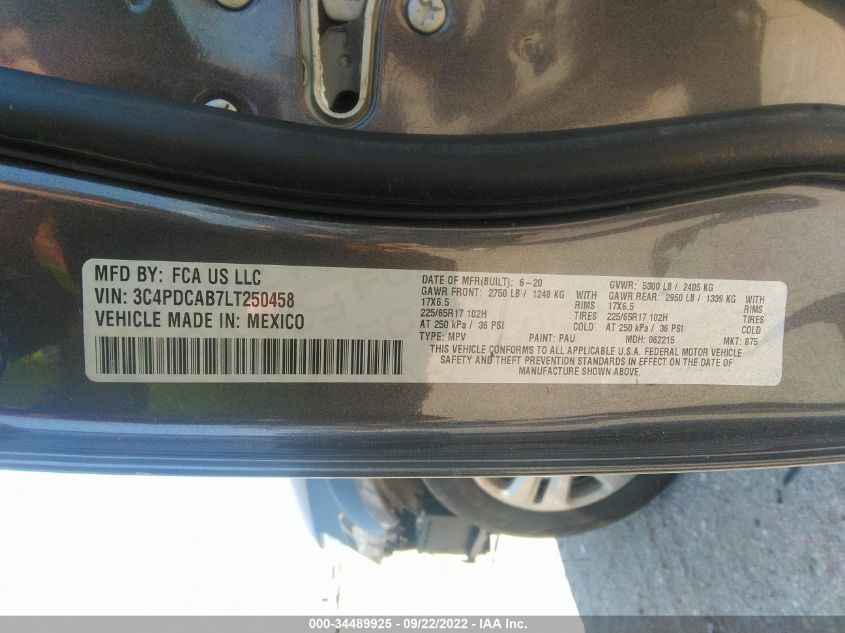 MFD BY: FCA US LLC
VIN: 3C4PDCAB7LT250458
VEHICLE MADE IN: MEXICO
DATE OF MFR(BUILT): 6-20 GVWR: 5300 LB / 2405 KG
GAWR FRONT: 2750 LB / 1248 KG GAWR REAR: 2950 LB / 1339 KG
17X6.5 RIMS 17X6.5 RIMS
225/65R17 102H TIRES 225/65R17 102H TIRES
AT 250 kPa / 36 PSI COLD AT 250 kPa / 36 PSI COLD
TYPE: MPV PAINT: PAU MDH: 062215 MKT: 875
THIS VEHICLE CONFORMS TO ALL APPLICABLE U.S.A. FEDERAL MOTOR VEHICLE
SAFETY AND THEFT PREVENTION STANDARDS IN EFFECT ON THE DATE OF
MANUFACTURE SHOWN ABOVE.
000-34489925 - 09/22/2022 - IAA Inc.